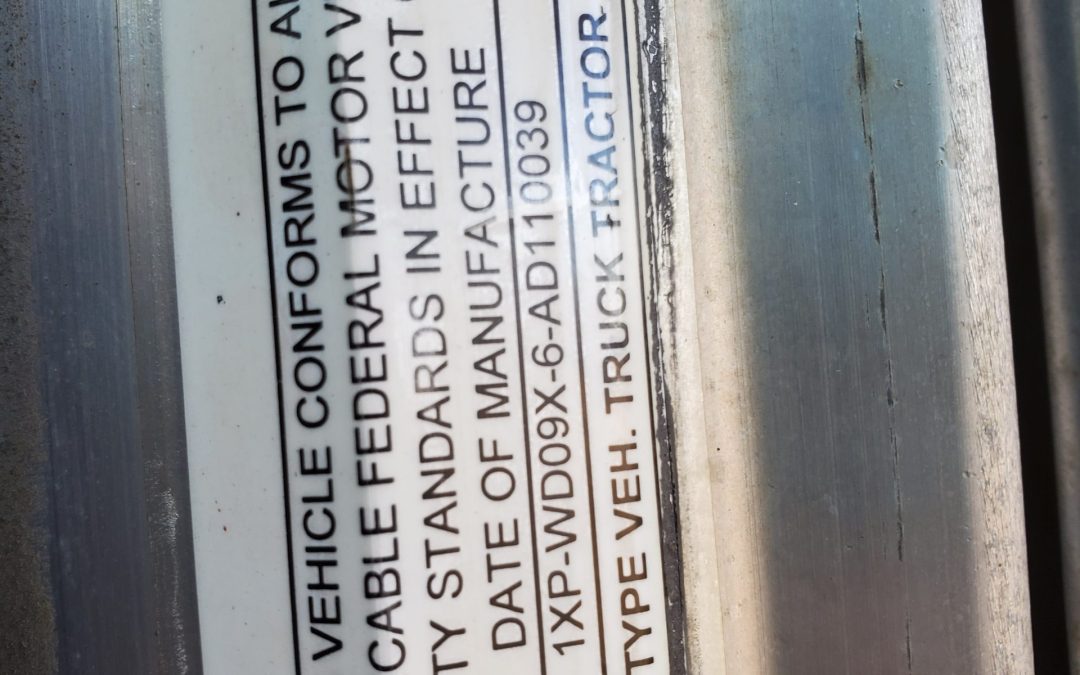 VEHICLE CONFORMS TO
CABLE FEDERAL MOTOR V
TY STANDARDS IN EFFECT
DATE OF MANUFACTURE
1XP-WD09X-6-AD110039
TYPE VEH. TRUCK TRACTOR